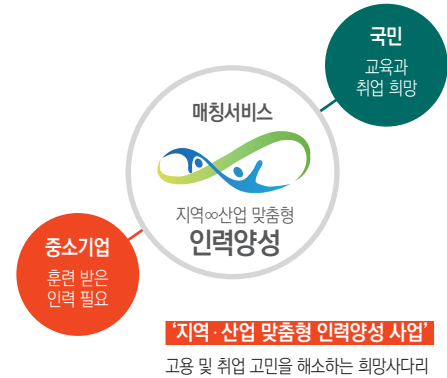 국민
교육과
취업 희망
매칭서비스
지역∞산업 맞춤형
인력양성
중소기업
훈련 받은
인력 필요
‘지역 · 산업 맞춤형 인력양성 사업’
고용 및 취업 고민을 해소하는 희망사다리